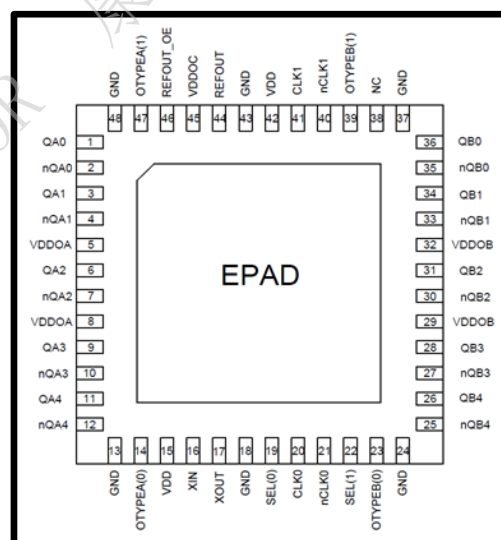 GND OTYPEA(1) REFOUT_OE VDDOC REFOUT GND VDD CLK1 nCLK1 OTYPEB(1) NC GND
48 47 46 45 44 43 42 41 40 39 38 37
QA0 1 36 QB0
nQA0 2 35 nQB0
QA1 3 34 QB1
nQA1 4 33 nQB1
VDDOA 5 32 VDDOB
QA2 6 31 QB2
EPAD
nQA2 7 30 nQB2
VDDOA 8 29 VDDOB
QA3 9 28 QB3
nQA3 10 27 nQB3
QA4 11 26 QB4
nQA4 12 25 nQB4
13 14 15 16 17 18 19 20 21 22 23 24
GND OTYPEA(0) VDD XIN XOUT GND SEL(0) CLK0 nCLK0 SEL(1) OTYPEB(0) GND